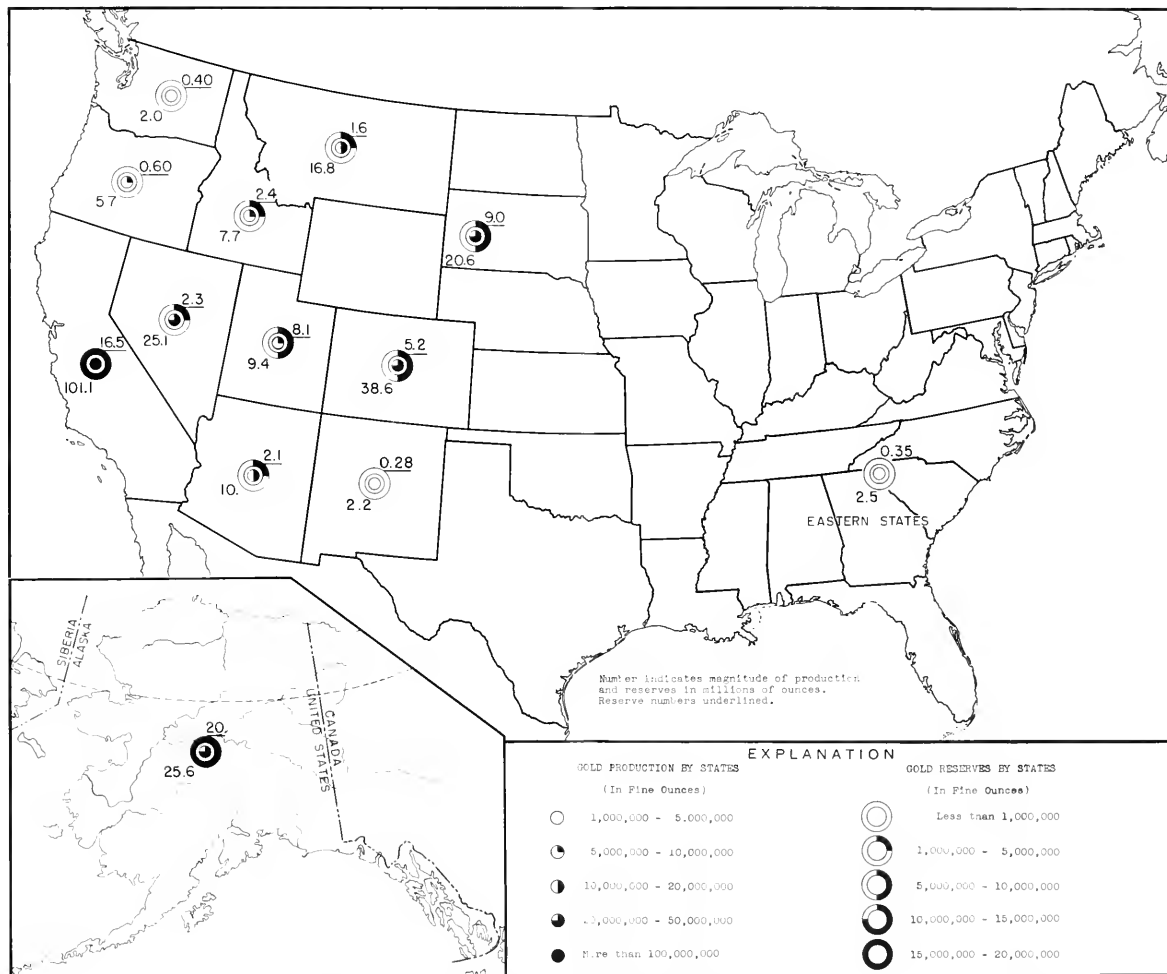 0.40
2.0
1.6
16.8
0.60
5 7
2.4
7.7
9.0
20.6
2.3
25.1
8.1
9.4
5.2
38.6
16.5
101.1
2.1
10.
0.28
2.2
0.35
2.5
EASTERN STATES
SIBERIA
ALASKA
CANADA
UNITED STATES
20
25.6
Number indicates magnitude of production
and reserves in millions of ounces.
Reserve numbers underlined.
EXPLANATION
GOLD PRODUCTION BY STATES
(In Fine Ounces)
1,000,000 - 5,000,000
5,000,000 - 10,000,000
10,000,000 - 20,000,000
- 50,000,000
More than 100,000,000
GOLD RESERVES BY STATES
(In Fine Ounces)
Less than 1,000,000
1,000,000 - 5,000,000
5,000,000 - 10,000,000
10,000,000 - 15,000,000
15,000,000 - 20,000,000